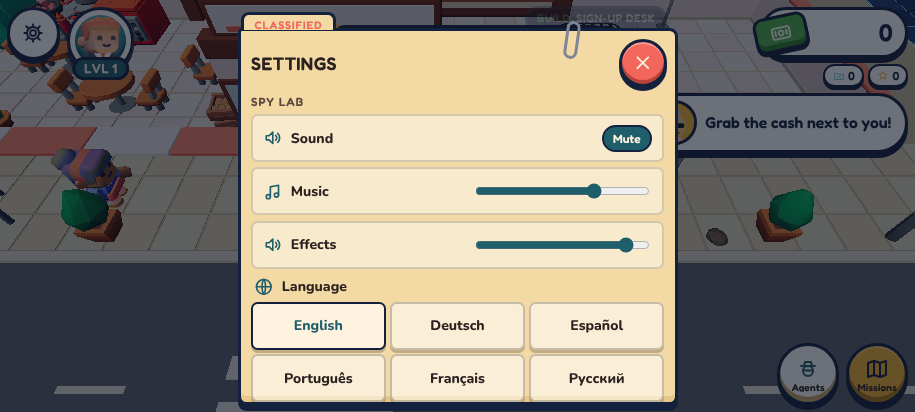 CLASSIFIED
BUILD SIGN-UP DESK
SETTINGS
0
LVL 1
0
0
SPY LAB
Sound
Mute
Grab the cash next to you!
Music
Effects
Language
English
Deutsch
Español
Português
Français
Русский
Agents
Missions